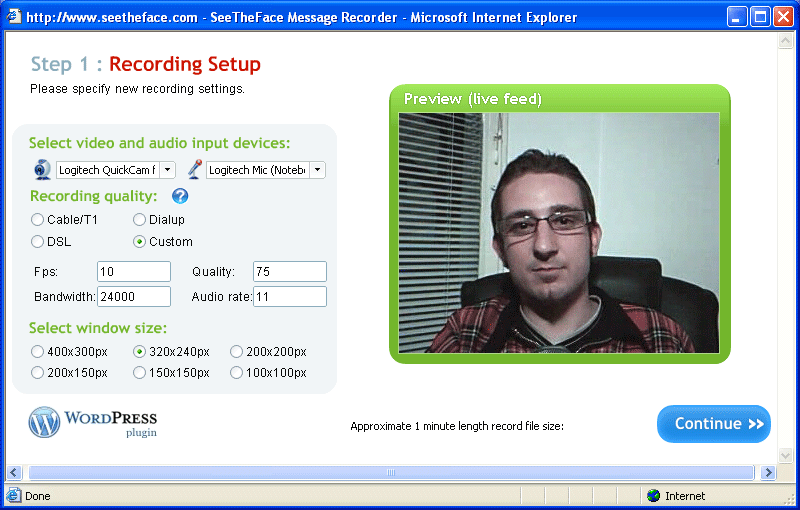 http://www.seetheface.com - SeeTheFace Message Recorder - Microsoft Internet Explorer
Step 1 : Recording Setup
Please specify new recording settings.
Preview (live feed)
Select video and audio input devices:
Logitech QuickCam f
Logitech Mic (Noteb
Recording quality: ?
Cable/T1 Dialup
DSL Custom
Fps: 10 Quality: 75
Bandwidth: 24000 Audio rate: 11
Select window size:
400x300px 320x240px 200x200px
200x150px 150x150px 100x100px
W WORDPRESS
plugin
Approximate 1 minute length record file size:
Continue >>
Done
Internet